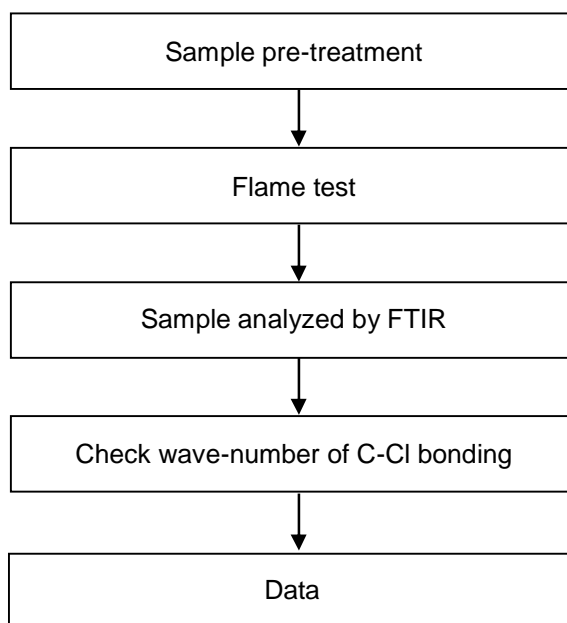 Sample pre-treatment
Flame test
Sample analyzed by FTIR
Check wave-number of C-Cl bonding
Data